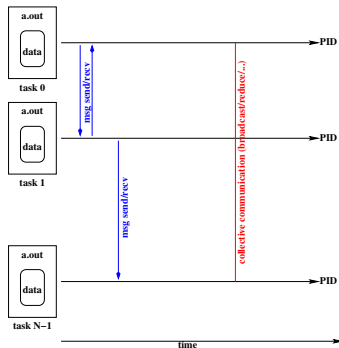 a.out
data
task 0
PID
msg send/recv
collective communication (broadcast/reduce/...)
a.out
data
task 1
PID
msg send/recv
a.out
data
task N−1
PID
time